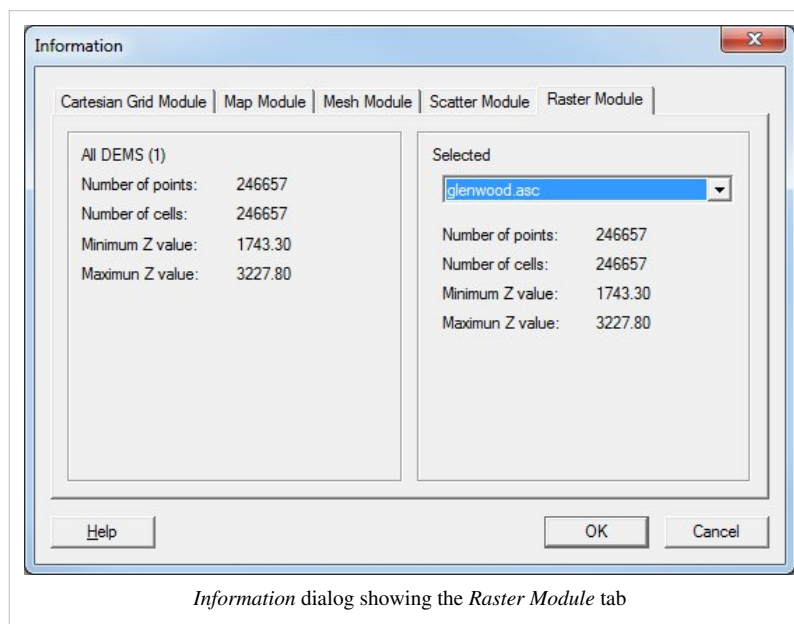 Information
Cartesian Grid Module Map Module Mesh Module Scatter Module Raster Module
All DEMS (1)
Number of points: 246657
Number of cells: 246657
Minimum Z value: 1743.30
Maximun Z value: 3227.80
Selected
glenwood.asc
Number of points: 246657
Number of cells: 246657
Minimum Z value: 1743.30
Maximun Z value: 3227.80
Help OK Cancel
Information dialog showing the Raster Module tab